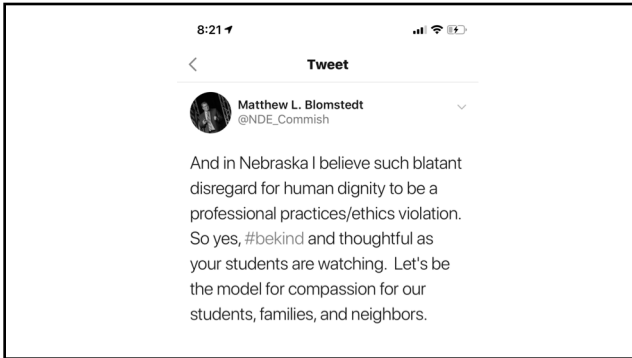 8:21
Tweet
Matthew L. Blomstedt
@NDE_Commish
And in Nebraska I believe such blatant
disregard for human dignity to be a
professional practices/ethics violation.
So yes, #bekind and thoughtful as
your students are watching.  Let's be
the model for compassion for our
students, families, and neighbors.